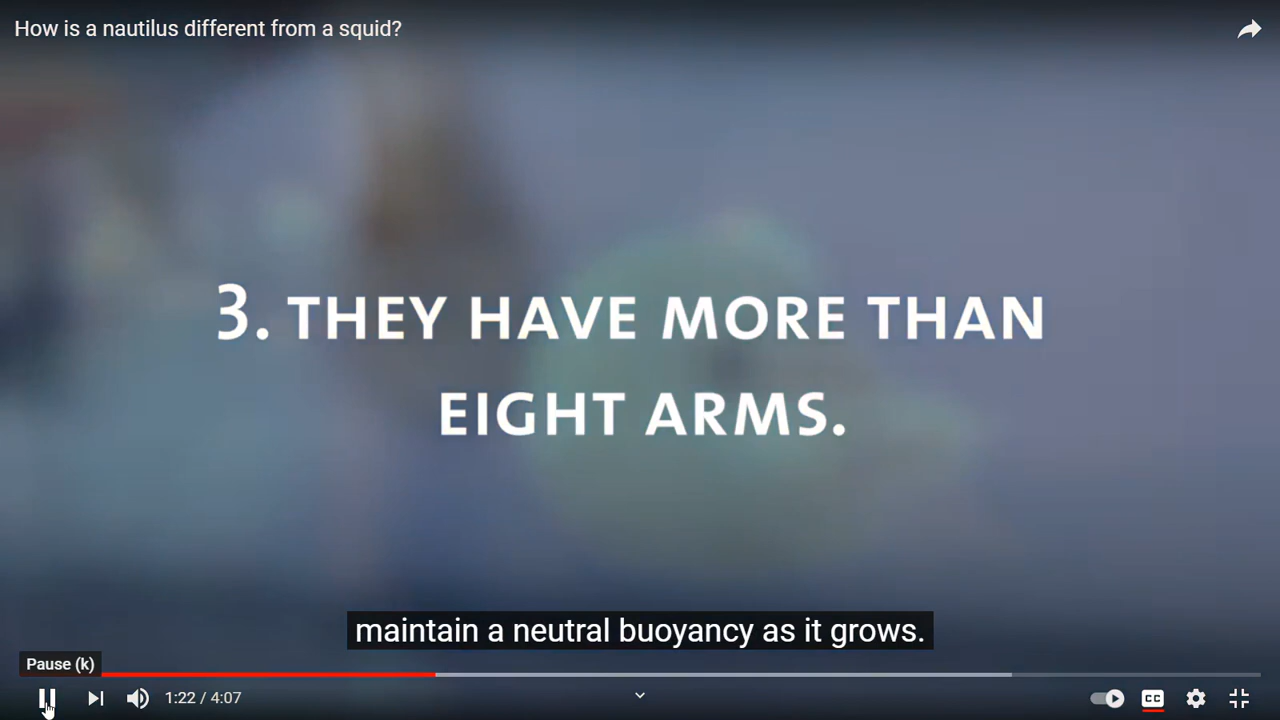 How is a nautilus different from a squid?
3. THEY HAVE MORE THAN
EIGHT ARMS.
maintain a neutral buoyancy as it grows.
Pause (k)
1:22 / 4:07
CC